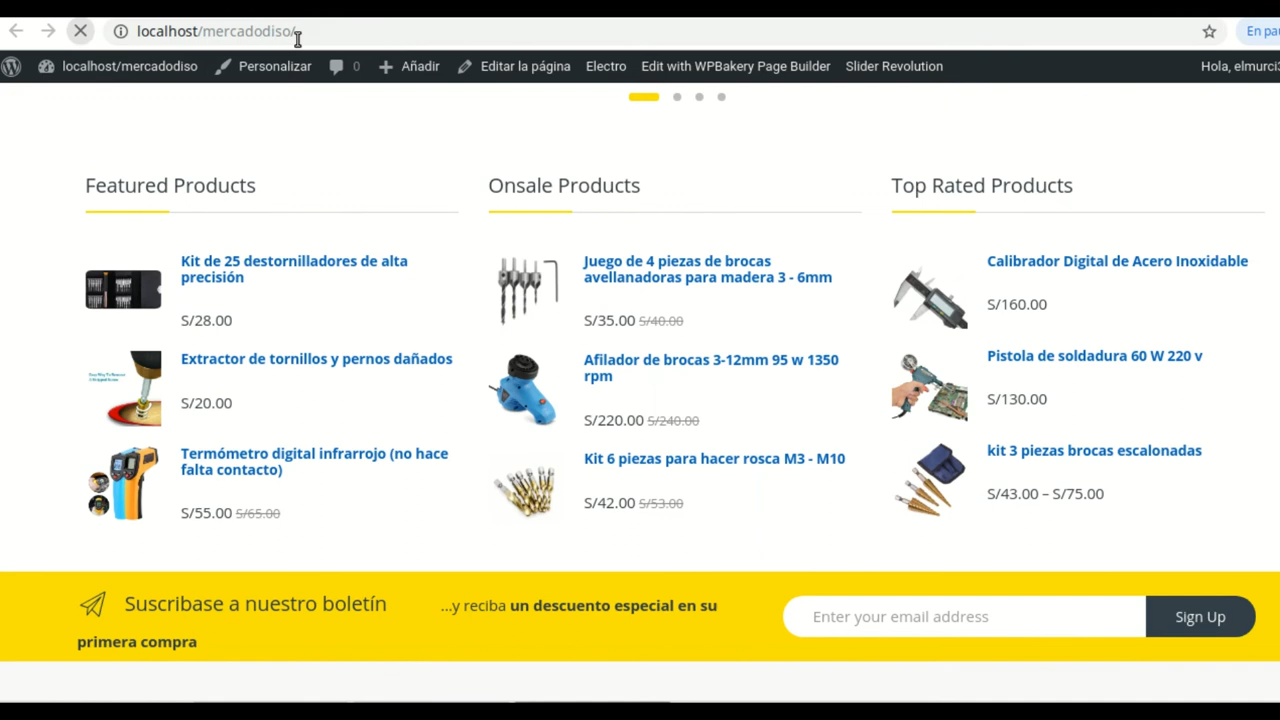 localhost/mercadodiso/
En pau
localhost/mercadodiso Personalizar 0 Añadir Editar la página Electro Edit with WPBakery Page Builder Slider Revolution Hola, elmurci
Featured Products
Kit de 25 destornilladores de alta
precisión
S/28.00
Extractor de tornillos y pernos dañados
S/20.00
Termómetro digital infrarrojo (no hace
falta contacto)
S/55.00 S/65.00
Onsale Products
Juego de 4 piezas de brocas
avellanadoras para madera 3 - 6mm
S/35.00 S/40.00
Afilador de brocas 3-12mm 95 w 1350
rpm
S/220.00 S/240.00
Kit 6 piezas para hacer rosca M3 - M10
S/42.00 S/53.00
Top Rated Products
Calibrador Digital de Acero Inoxidable
S/160.00
Pistola de soldadura 60 W 220 v
S/130.00
kit 3 piezas brocas escalonadas
S/43.00 – S/75.00
Suscribase a nuestro boletín
...y reciba un descuento especial en su
primera compra
Enter your email address
Sign Up